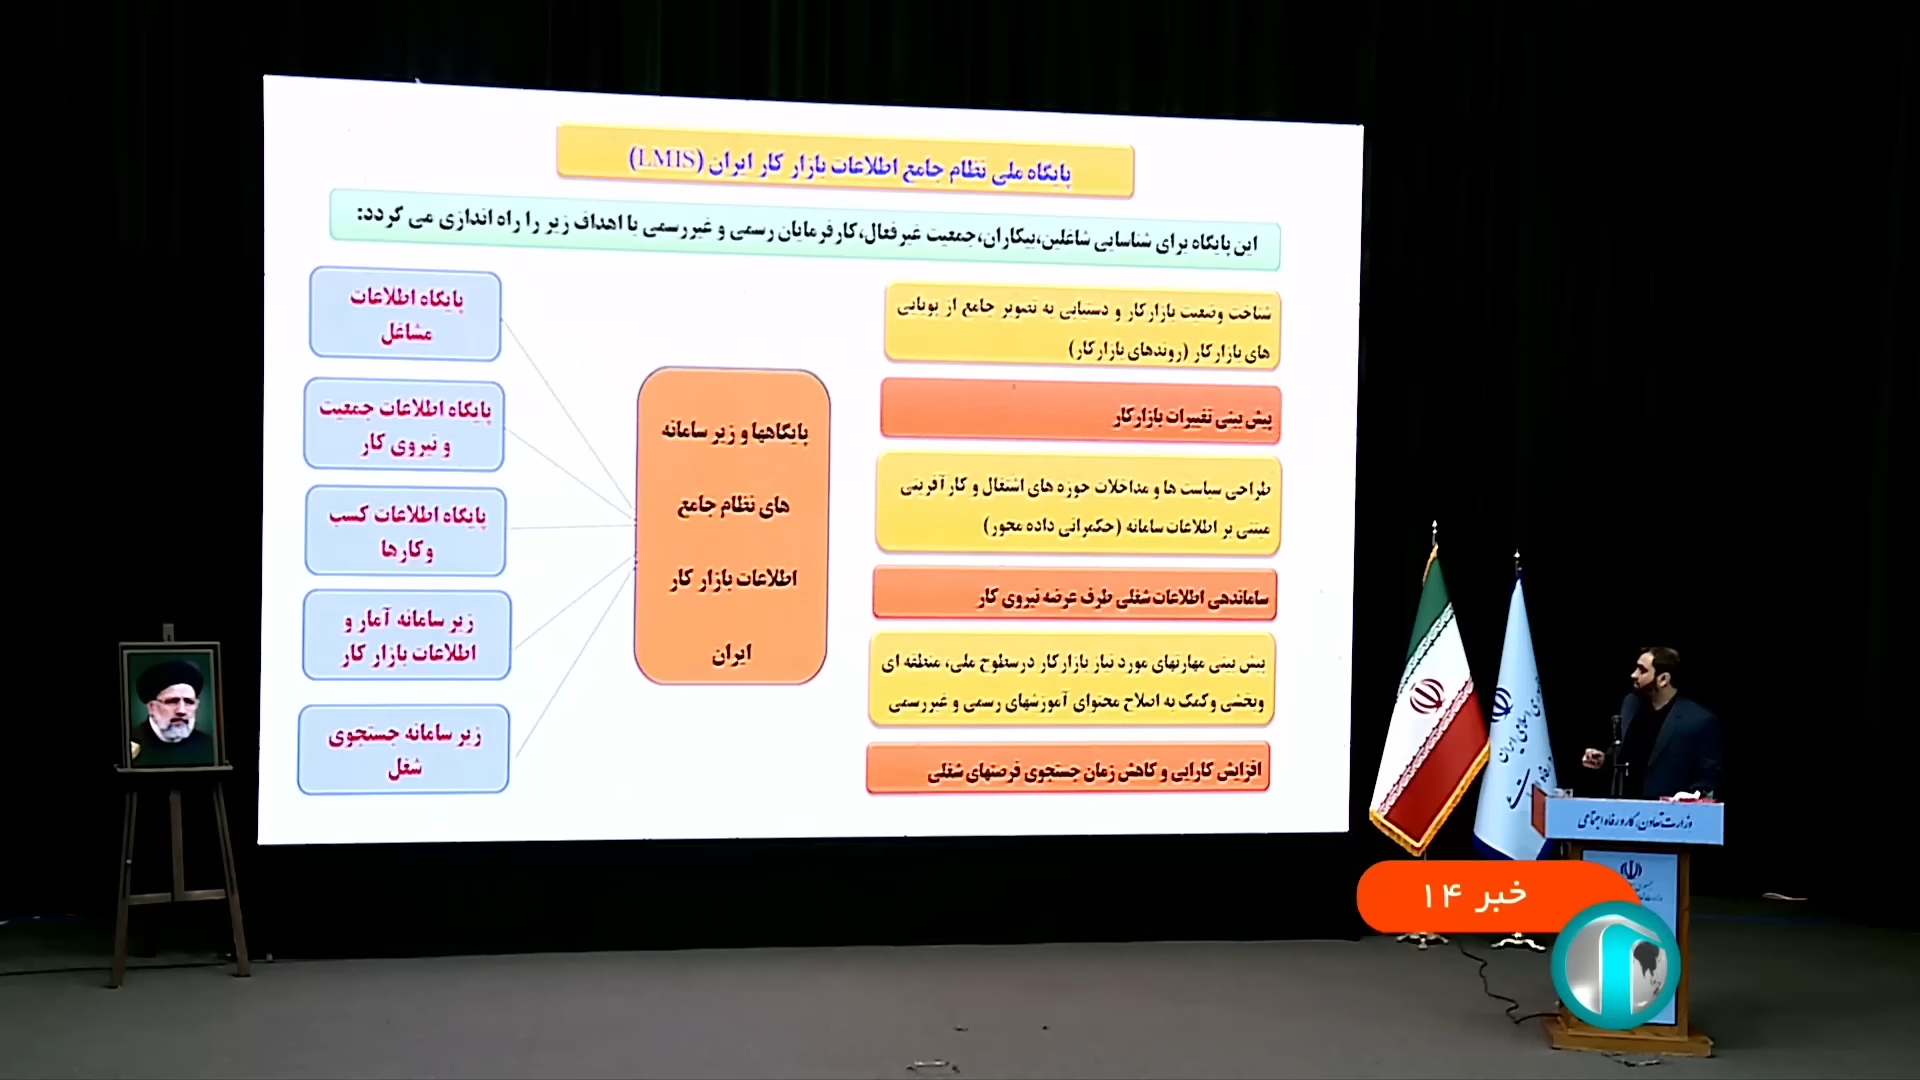 پایگاه ملی نظام جامع اطلاعات بازار کار ایران (LMIS)
این پایگاه برای شناسایی شاغلین،بیکاران،جمعیت غیرفعال،کارفرمایان رسمی و غیررسمی با اهداف زیر را راه اندازی می گردد:
شناخت وضعیت بازارکار و دستیابی به تصویر جامع از پویایی
های بازارکار (روندهای بازارکار)
پیش بینی تغییرات بازارکار
طراحی سیاست ها و مداخلات حوزه های اشتغال و کارآفرینی
مبتنی بر اطلاعات سامانه (حکمرانی داده محور)
ساماندهی اطلاعات شغلی طرف عرضه نیروی کار
پیش بینی مهارتهای مورد نیاز بازارکار درسطوح ملی، منطقه ای
وبخشی وکمک به اصلاح محتوای آموزشهای رسمی و غیررسمی
افزایش کارایی و کاهش زمان جستجوی فرصتهای شغلی
پایگاهها و زیر سامانه
های نظام جامع
اطلاعات بازار کار
ایران
پایگاه اطلاعات
مشاغل
پایگاه اطلاعات جمعیت
و نیروی کار
پایگاه اطلاعات کسب
وکارها
زیر سامانه آمار و
اطلاعات بازار کار
زیر سامانه جستجوی
شغل
وزارت تعاون، کار و رفاه اجتماعی
خبر ۱۴